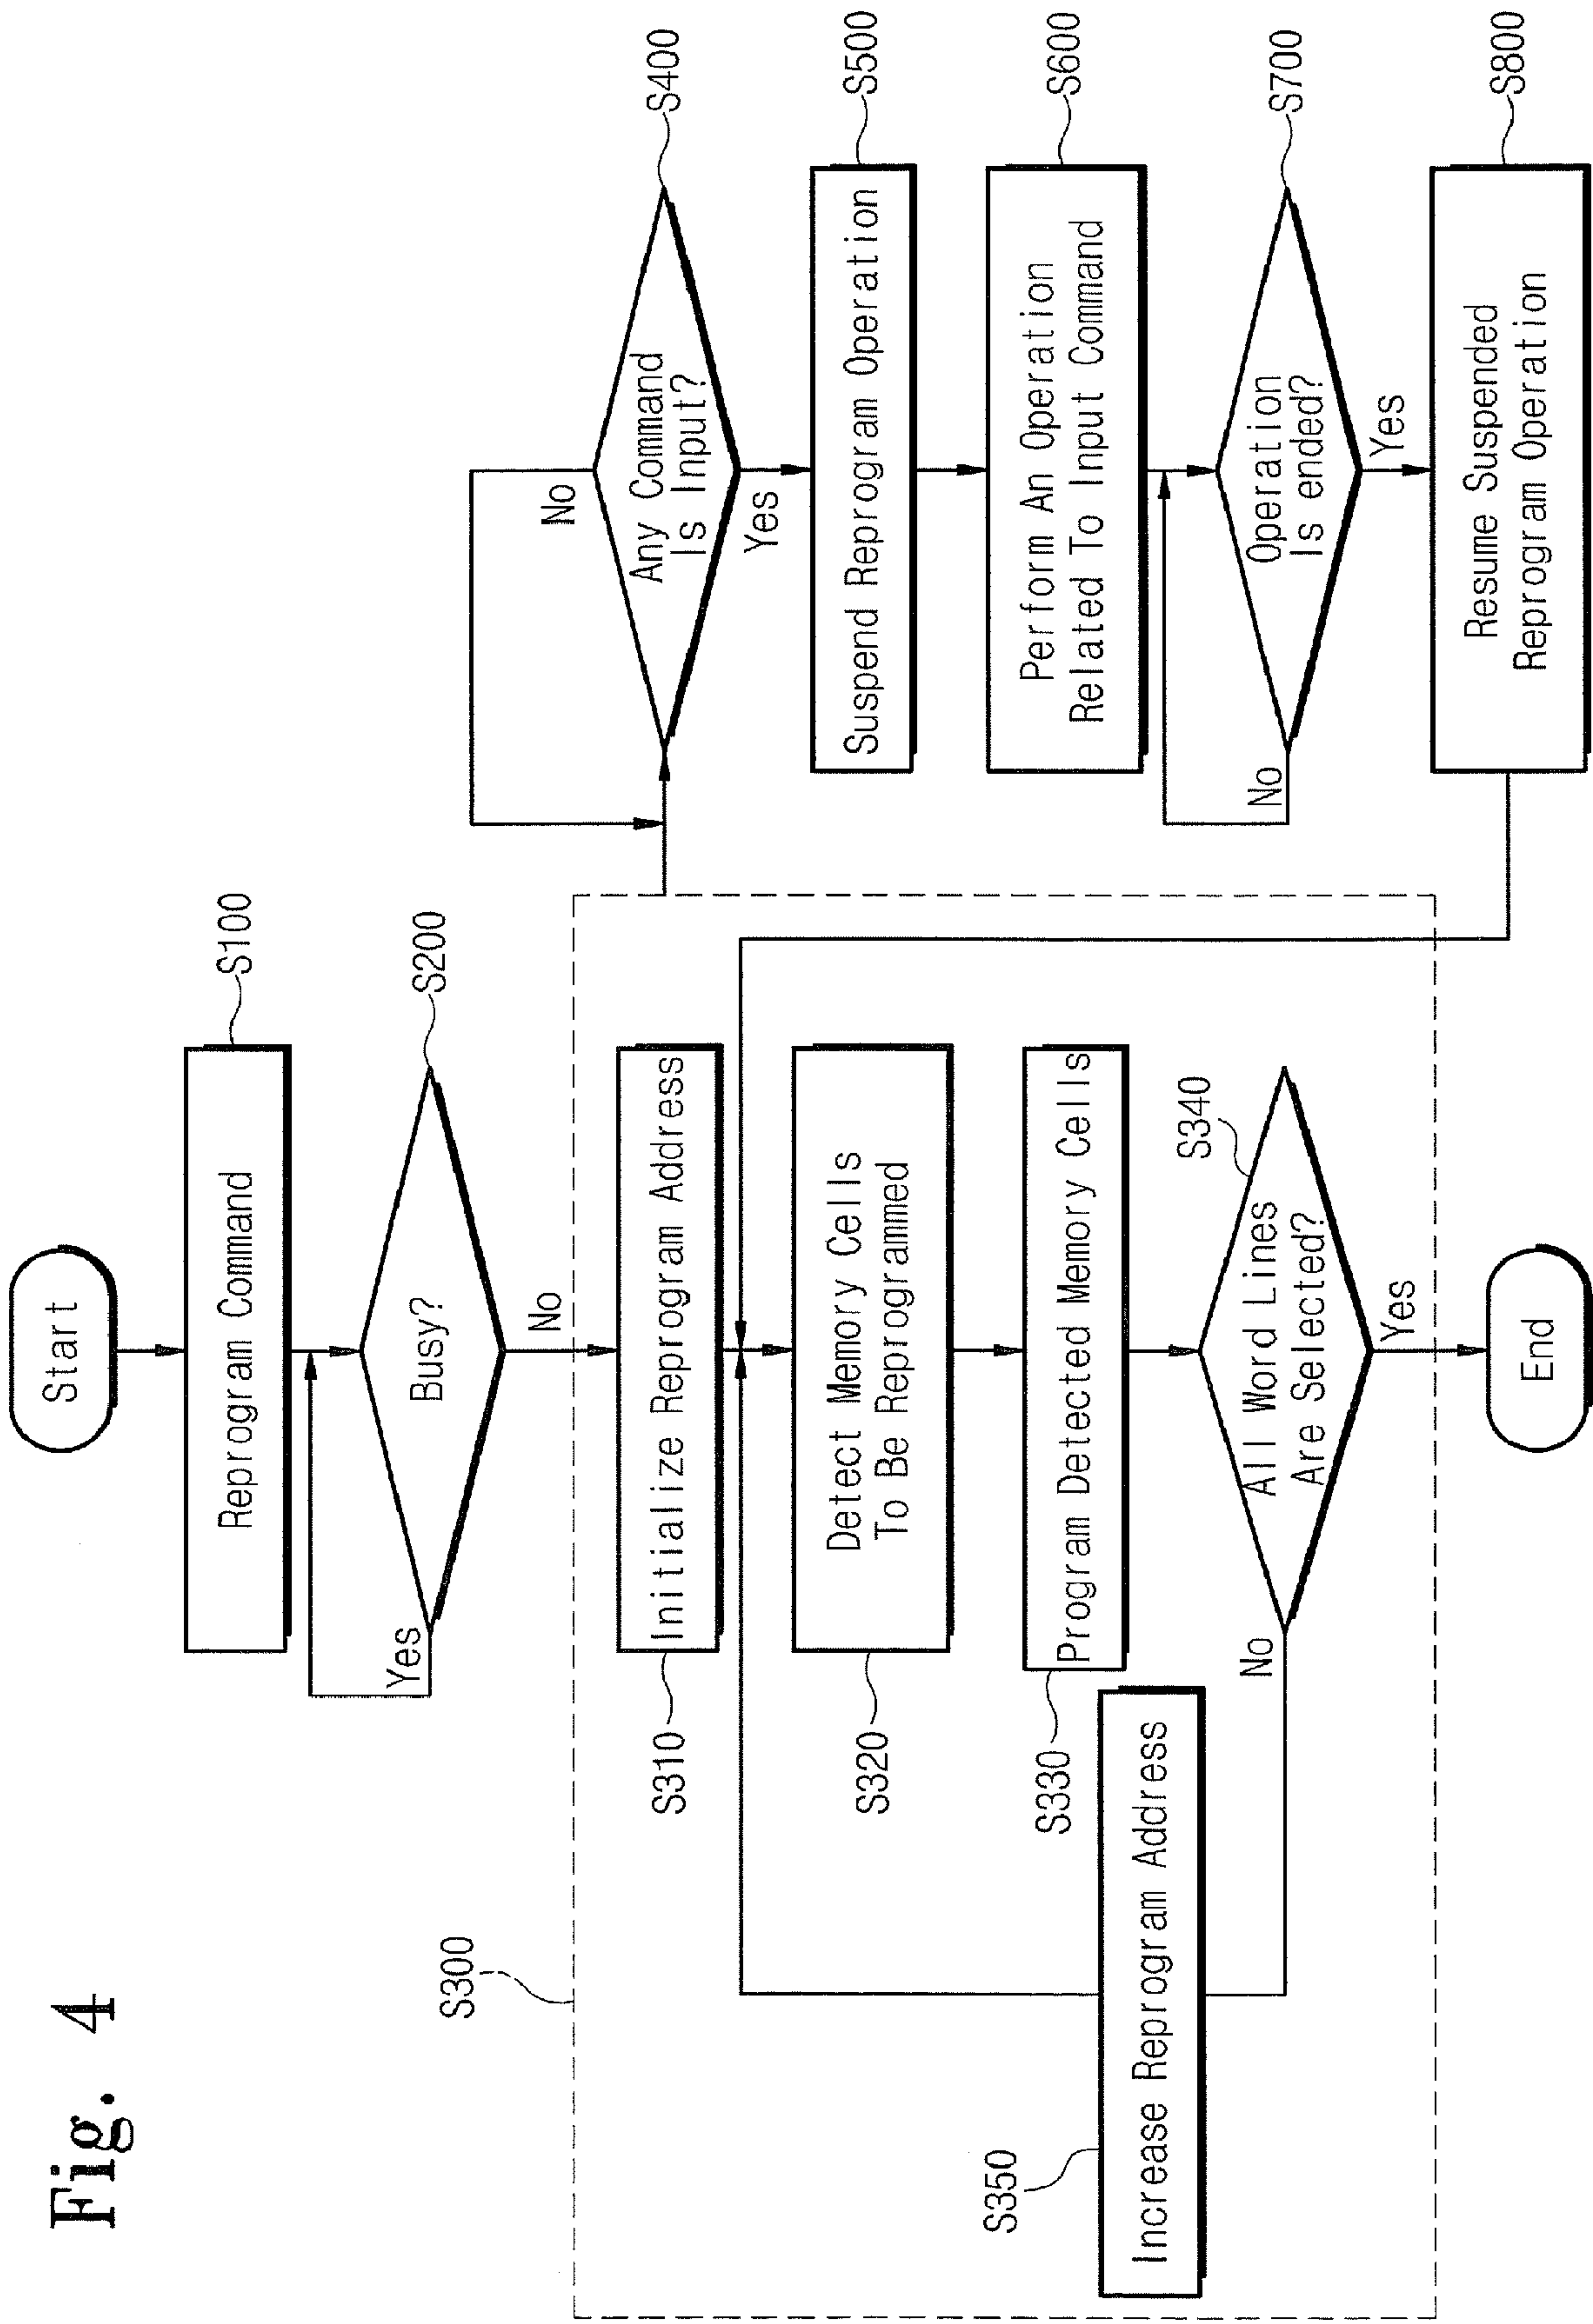 Fig. 4
Start
Reprogram Command
S100
Busy?
S200
Yes
No
S300
Initialize Reprogram Address
S310
Detect Memory Cells
To Be Reprogrammed
S320
Program Detected Memory Cells
S330
All Word Lines
Are Selected?
S340
No
Yes
Increase Reprogram Address
S350
End
Any Command
Is Input?
S400
No
Yes
Suspend Reprogram Operation
S500
Perform An Operation
Related To Input Command
S600
Operation
Is ended?
S700
No
Yes
Resume Suspended
Reprogram Operation
S800